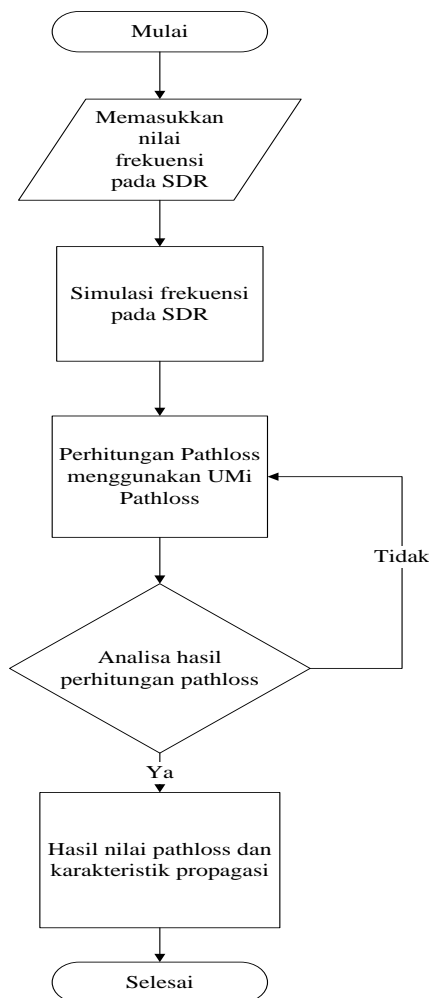 Mulai
Memasukkan
nilai
frekuensi
pada SDR
Simulasi frekuensi
pada SDR
Perhitungan Pathloss
menggunakan UMi
Pathloss
Tidak
Analisa hasil
perhitungan pathloss
Ya
Hasil nilai pathloss dan
karakteristik propagasi
Selesai